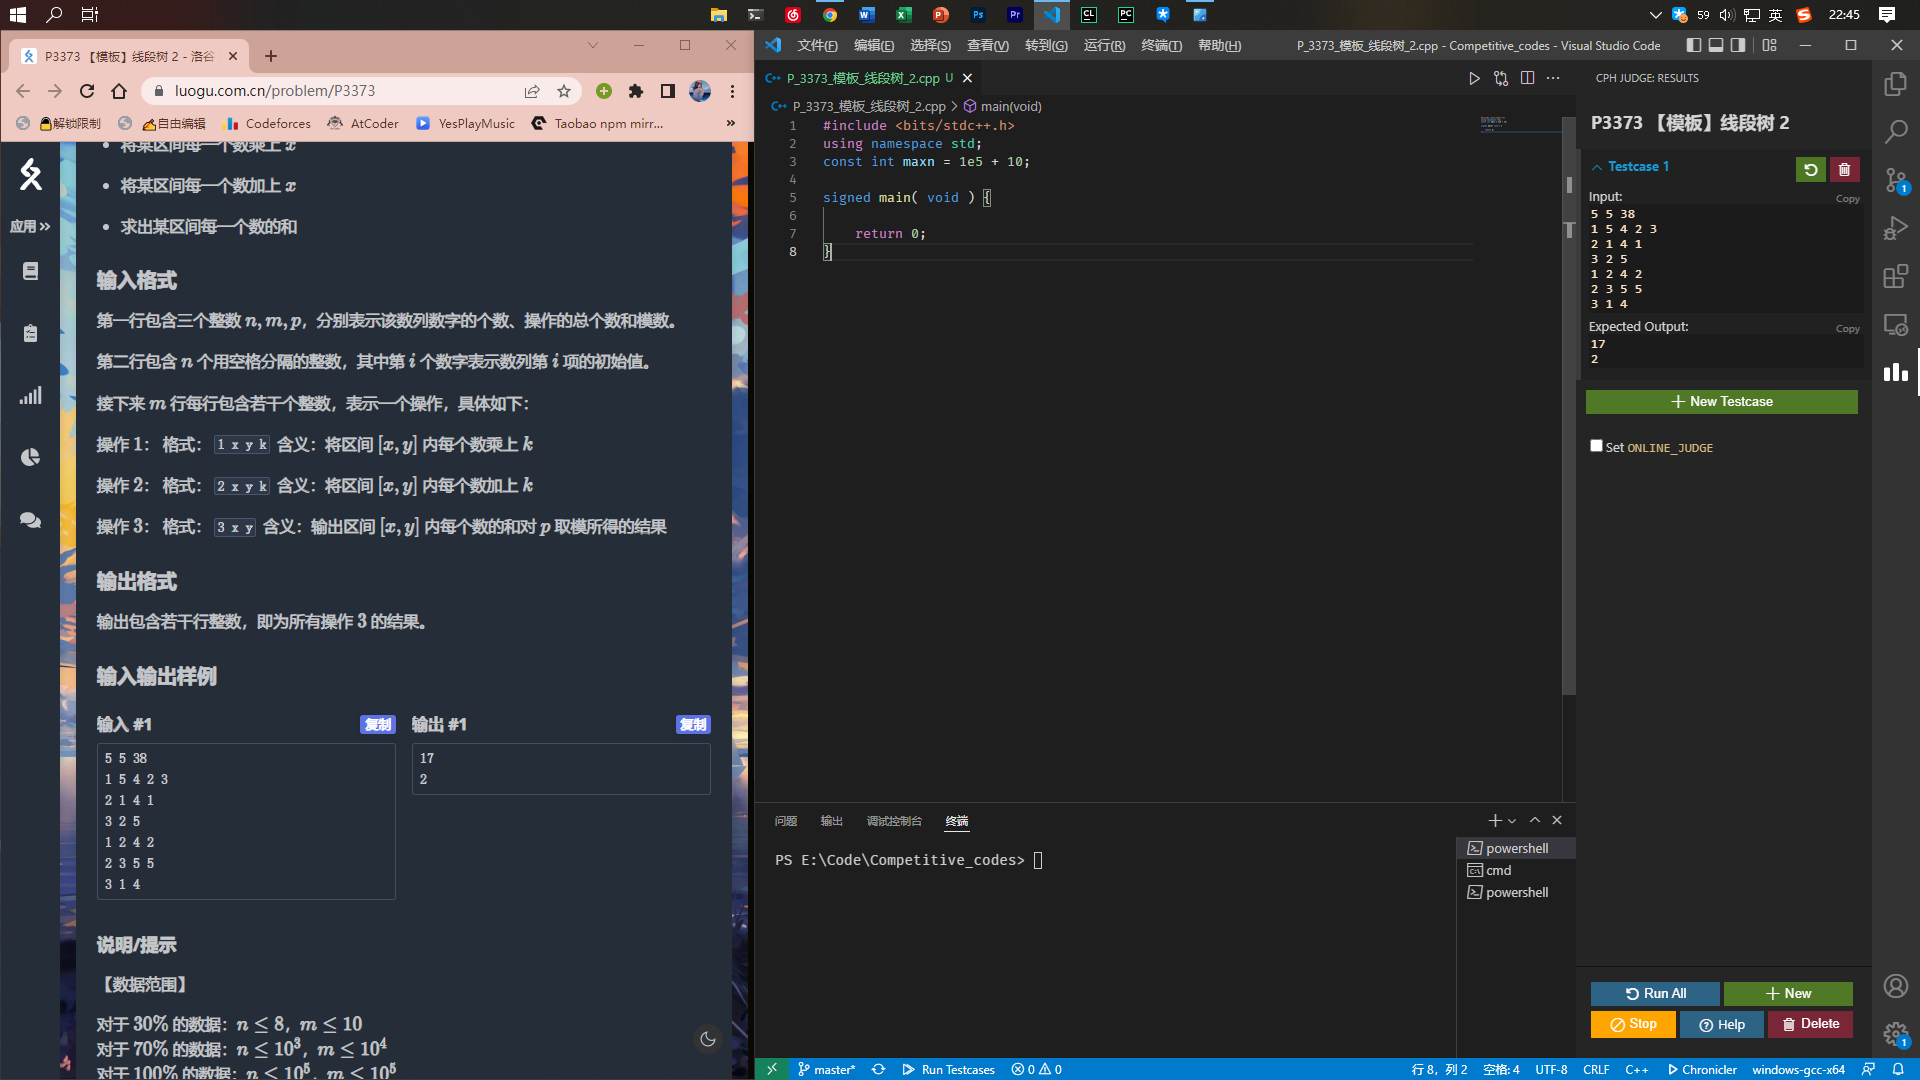 59
英
22:45
P3373 【模板】线段树 2 - 洛谷
luogu.com.cn/problem/P3373
解锁限制
自由编辑
Codeforces
AtCoder
YesPlayMusic
Taobao npm mirr...
»
应用 »
将某区间每一个数乘上 x
将某区间每一个数加上 x
求出某区间每一个数的和
输入格式
第一行包含三个整数 n, m, p，分别表示该数列数字的个数、操作的总个数和模数。
第二行包含 n 个用空格分隔的整数，其中第 i 个数字表示数列第 i 项的初始值。
接下来 m 行每行包含若干个整数，表示一个操作，具体如下：
操作 1： 格式： 1 x y k 含义：将区间 [x, y] 内每个数乘上 k
操作 2： 格式： 2 x y k 含义：将区间 [x, y] 内每个数加上 k
操作 3： 格式： 3 x y 含义：输出区间 [x, y] 内每个数的和对 p 取模所得的结果
输出格式
输出包含若干行整数，即为所有操作 3 的结果。
输入输出样例
输入 #1
复制
5 5 38
1 5 4 2 3
2 1 4 1
3 2 5
1 2 4 2
2 3 5 5
3 1 4
输出 #1
复制
17
2
说明/提示
【数据范围】
对于 30% 的数据：n ≤ 8，m ≤ 10
对于 70% 的数据：n ≤ 10³，m ≤ 10⁴
对于 100% 的数据：n ≤ 10⁵，m ≤ 10⁵
文件(F) 编辑(E) 选择(S) 查看(V) 转到(G) 运行(R) 终端(T) 帮助(H)
P_3373_模板_线段树_2.cpp - Competitive_codes - Visual Studio Code
P_3373_模板_线段树_2.cpp U
P_3373_模板_线段树_2.cpp > main(void)
1 #include <bits/stdc++.h>
2 using namespace std;
3 const int maxn = 1e5 + 10;
4
5 signed main( void ) {
6
7 return 0;
8 }
问题 输出 调试控制台 终端
PS E:\Code\Competitive_codes>
powershell
cmd
powershell
CPH JUDGE: RESULTS
P3373 【模板】线段树 2
Testcase 1
Input:
Copy
5 5 38
1 5 4 2 3
2 1 4 1
3 2 5
1 2 4 2
2 3 5 5
3 1 4
Expected Output:
Copy
17
2
+ New Testcase
Set ONLINE_JUDGE
Run All
+ New
Stop
Help
Delete
1
1
master*
Run Testcases
0 0
行 8，列 2
空格: 4
UTF-8
CRLF
C++
Chronicler
windows-gcc-x64